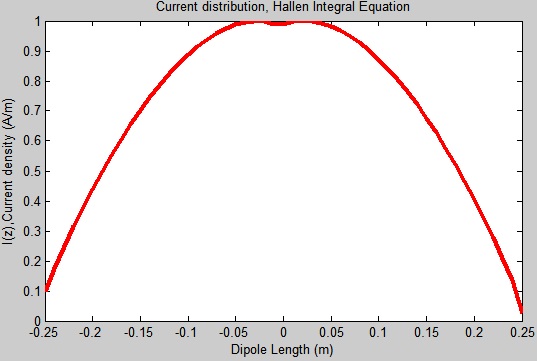 Current distribution, Hallen Integral Equation
1
0.9
0.8
0.7
0.6
0.5
0.4
0.3
0.2
0.1
0
I(z),Current density (A/m)
-0.25 -0.2 -0.15 -0.1 -0.05 0 0.05 0.1 0.15 0.2 0.25
Dipole Length (m)